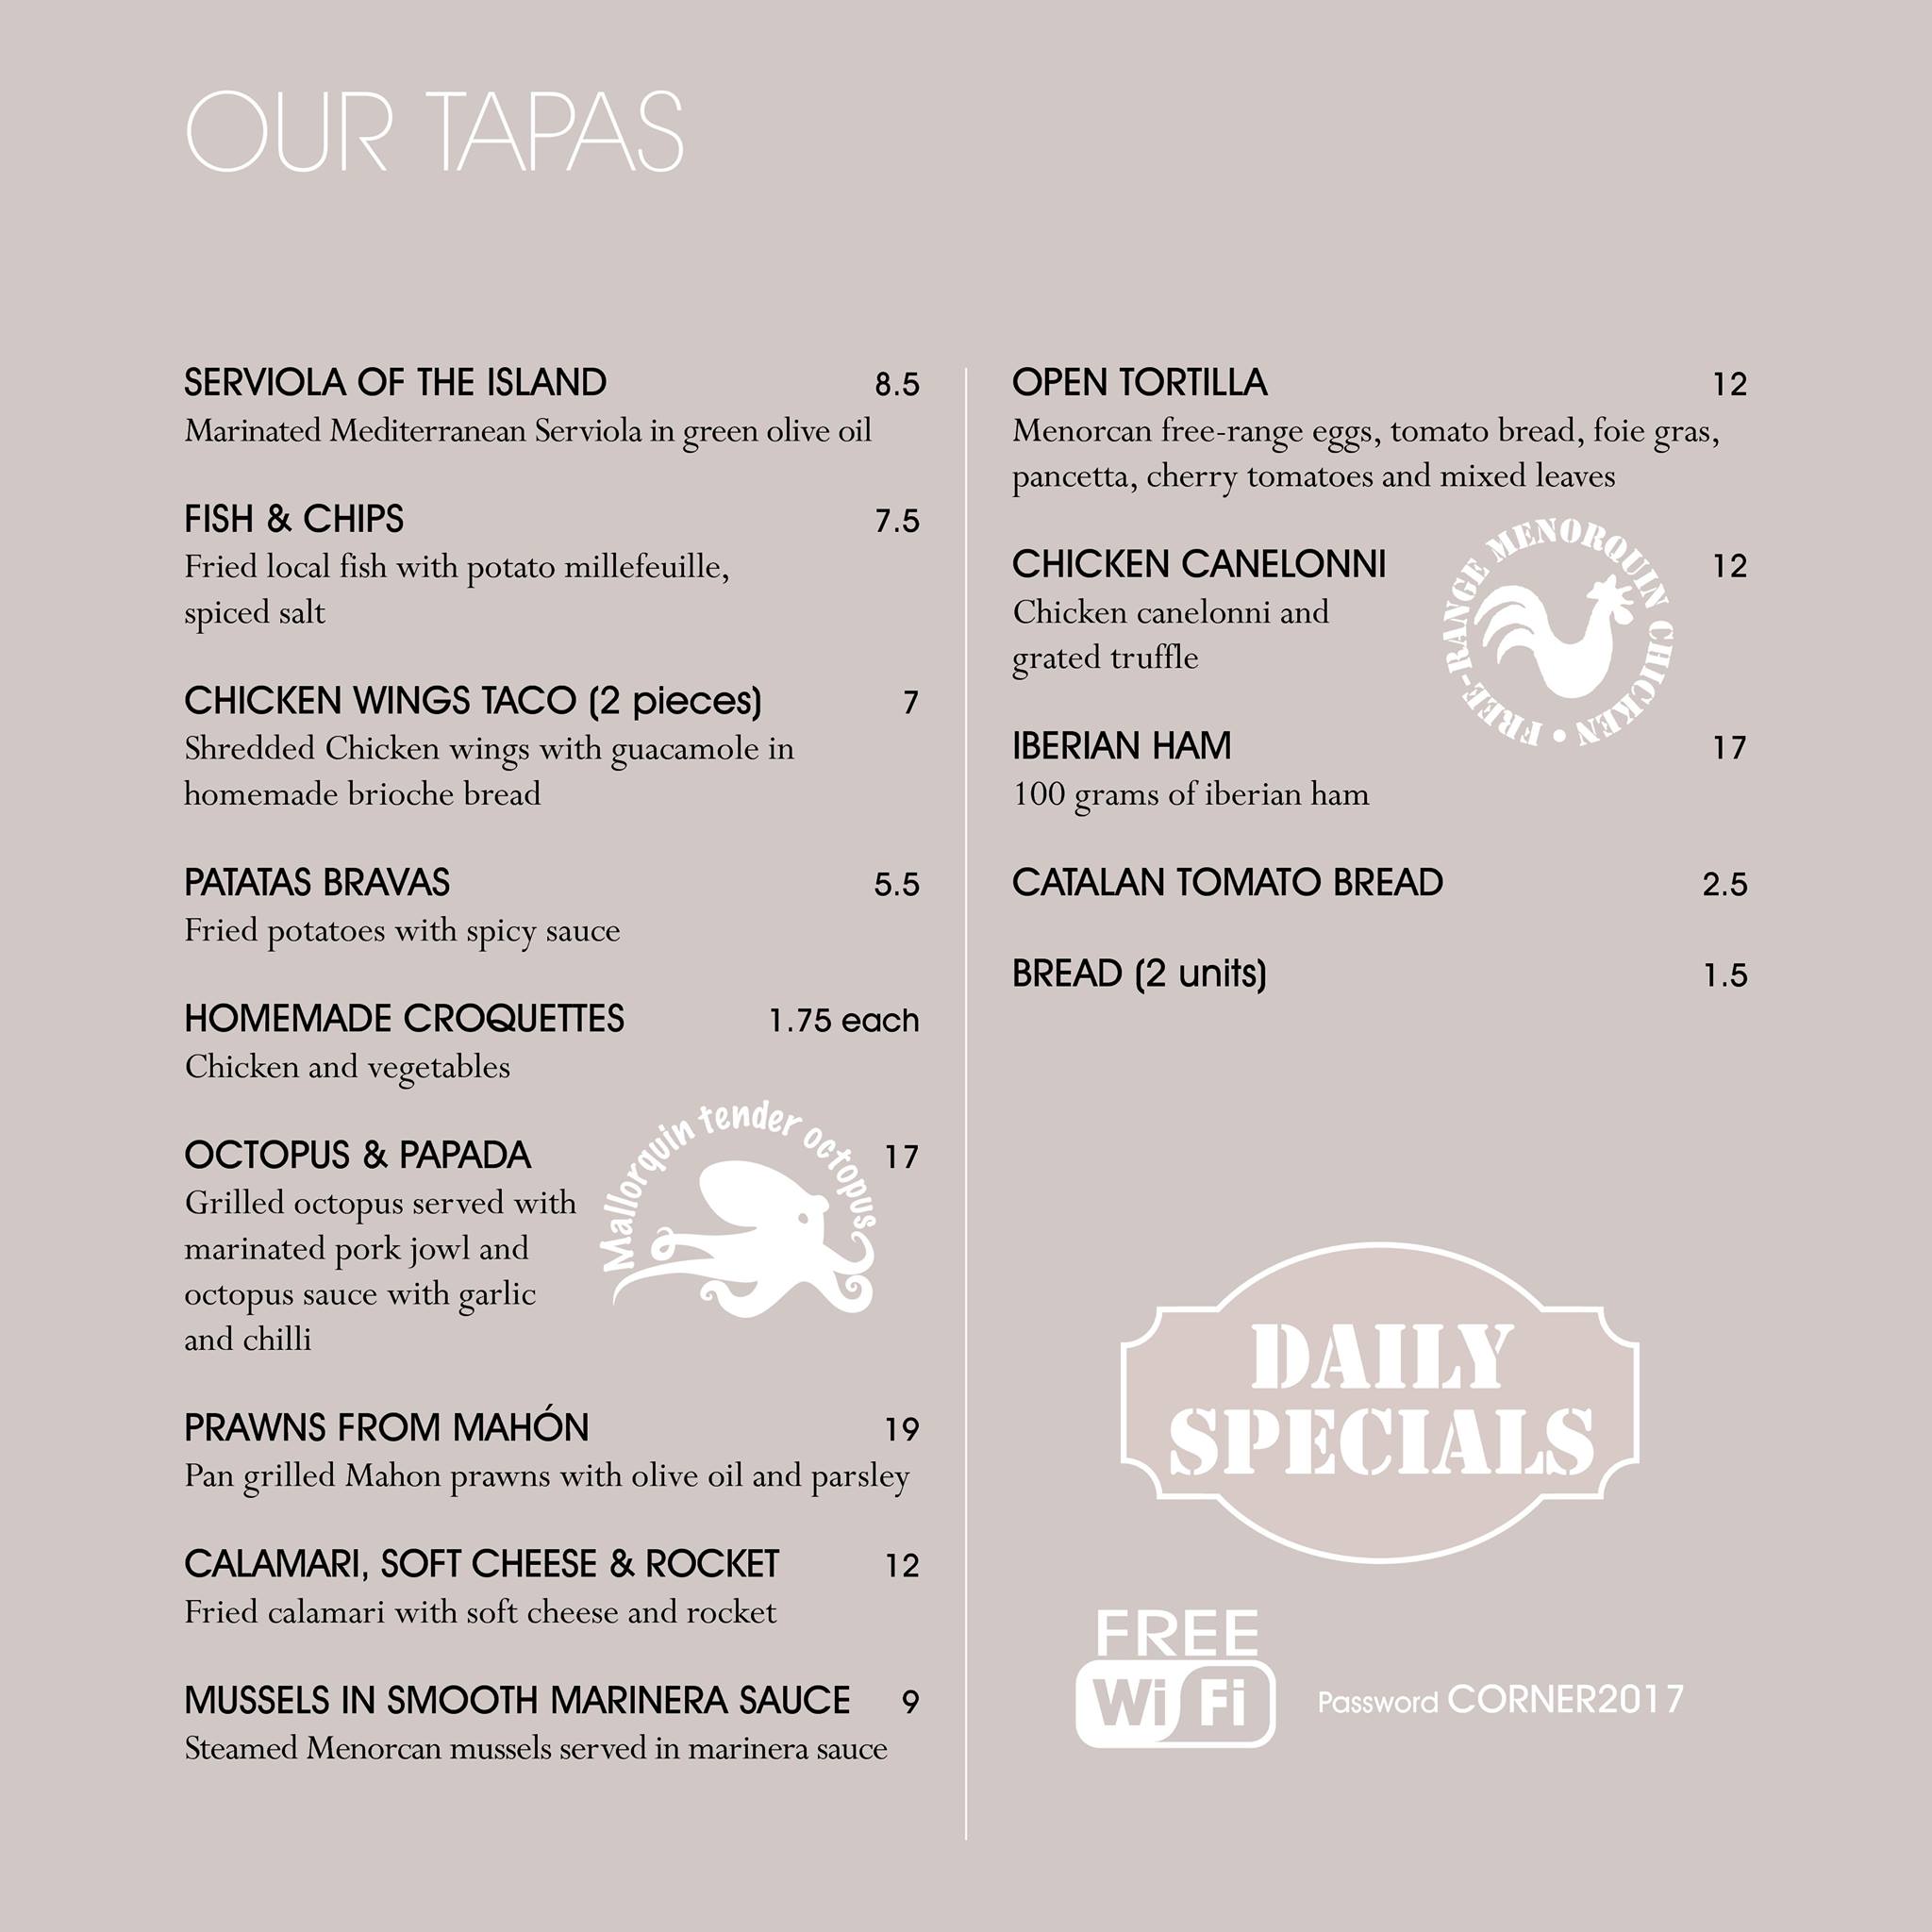 OUR TAPAS
SERVIOLA OF THE ISLAND 8.5
Marinated Mediterranean Serviola in green olive oil
FISH & CHIPS 7.5
Fried local fish with potato millefeuille,
spiced salt
CHICKEN WINGS TACO (2 pieces) 7
Shredded Chicken wings with guacamole in
homemade brioche bread
PATATAS BRAVAS 5.5
Fried potatoes with spicy sauce
HOMEMADE CROQUETTES 1.75 each
Chicken and vegetables
OCTOPUS & PAPADA 17
Grilled octopus served with
marinated pork jowl and
octopus sauce with garlic
and chilli
Mallorquin tender octopus
PRAWNS FROM MAHÓN 19
Pan grilled Mahon prawns with olive oil and parsley
CALAMARI, SOFT CHEESE & ROCKET 12
Fried calamari with soft cheese and rocket
MUSSELS IN SMOOTH MARINERA SAUCE 9
Steamed Menorcan mussels served in marinera sauce
OPEN TORTILLA 12
Menorcan free-range eggs, tomato bread, foie gras,
pancetta, cherry tomatoes and mixed leaves
CHICKEN CANELONNI 12
Chicken canelonni and
grated truffle
FREE-RANGE MENORQUIN CHICKEN •
IBERIAN HAM 17
100 grams of iberian ham
CATALAN TOMATO BREAD 2.5
BREAD (2 units) 1.5
DAILY
SPECIALS
FREE
Wi Fi
Password CORNER2017